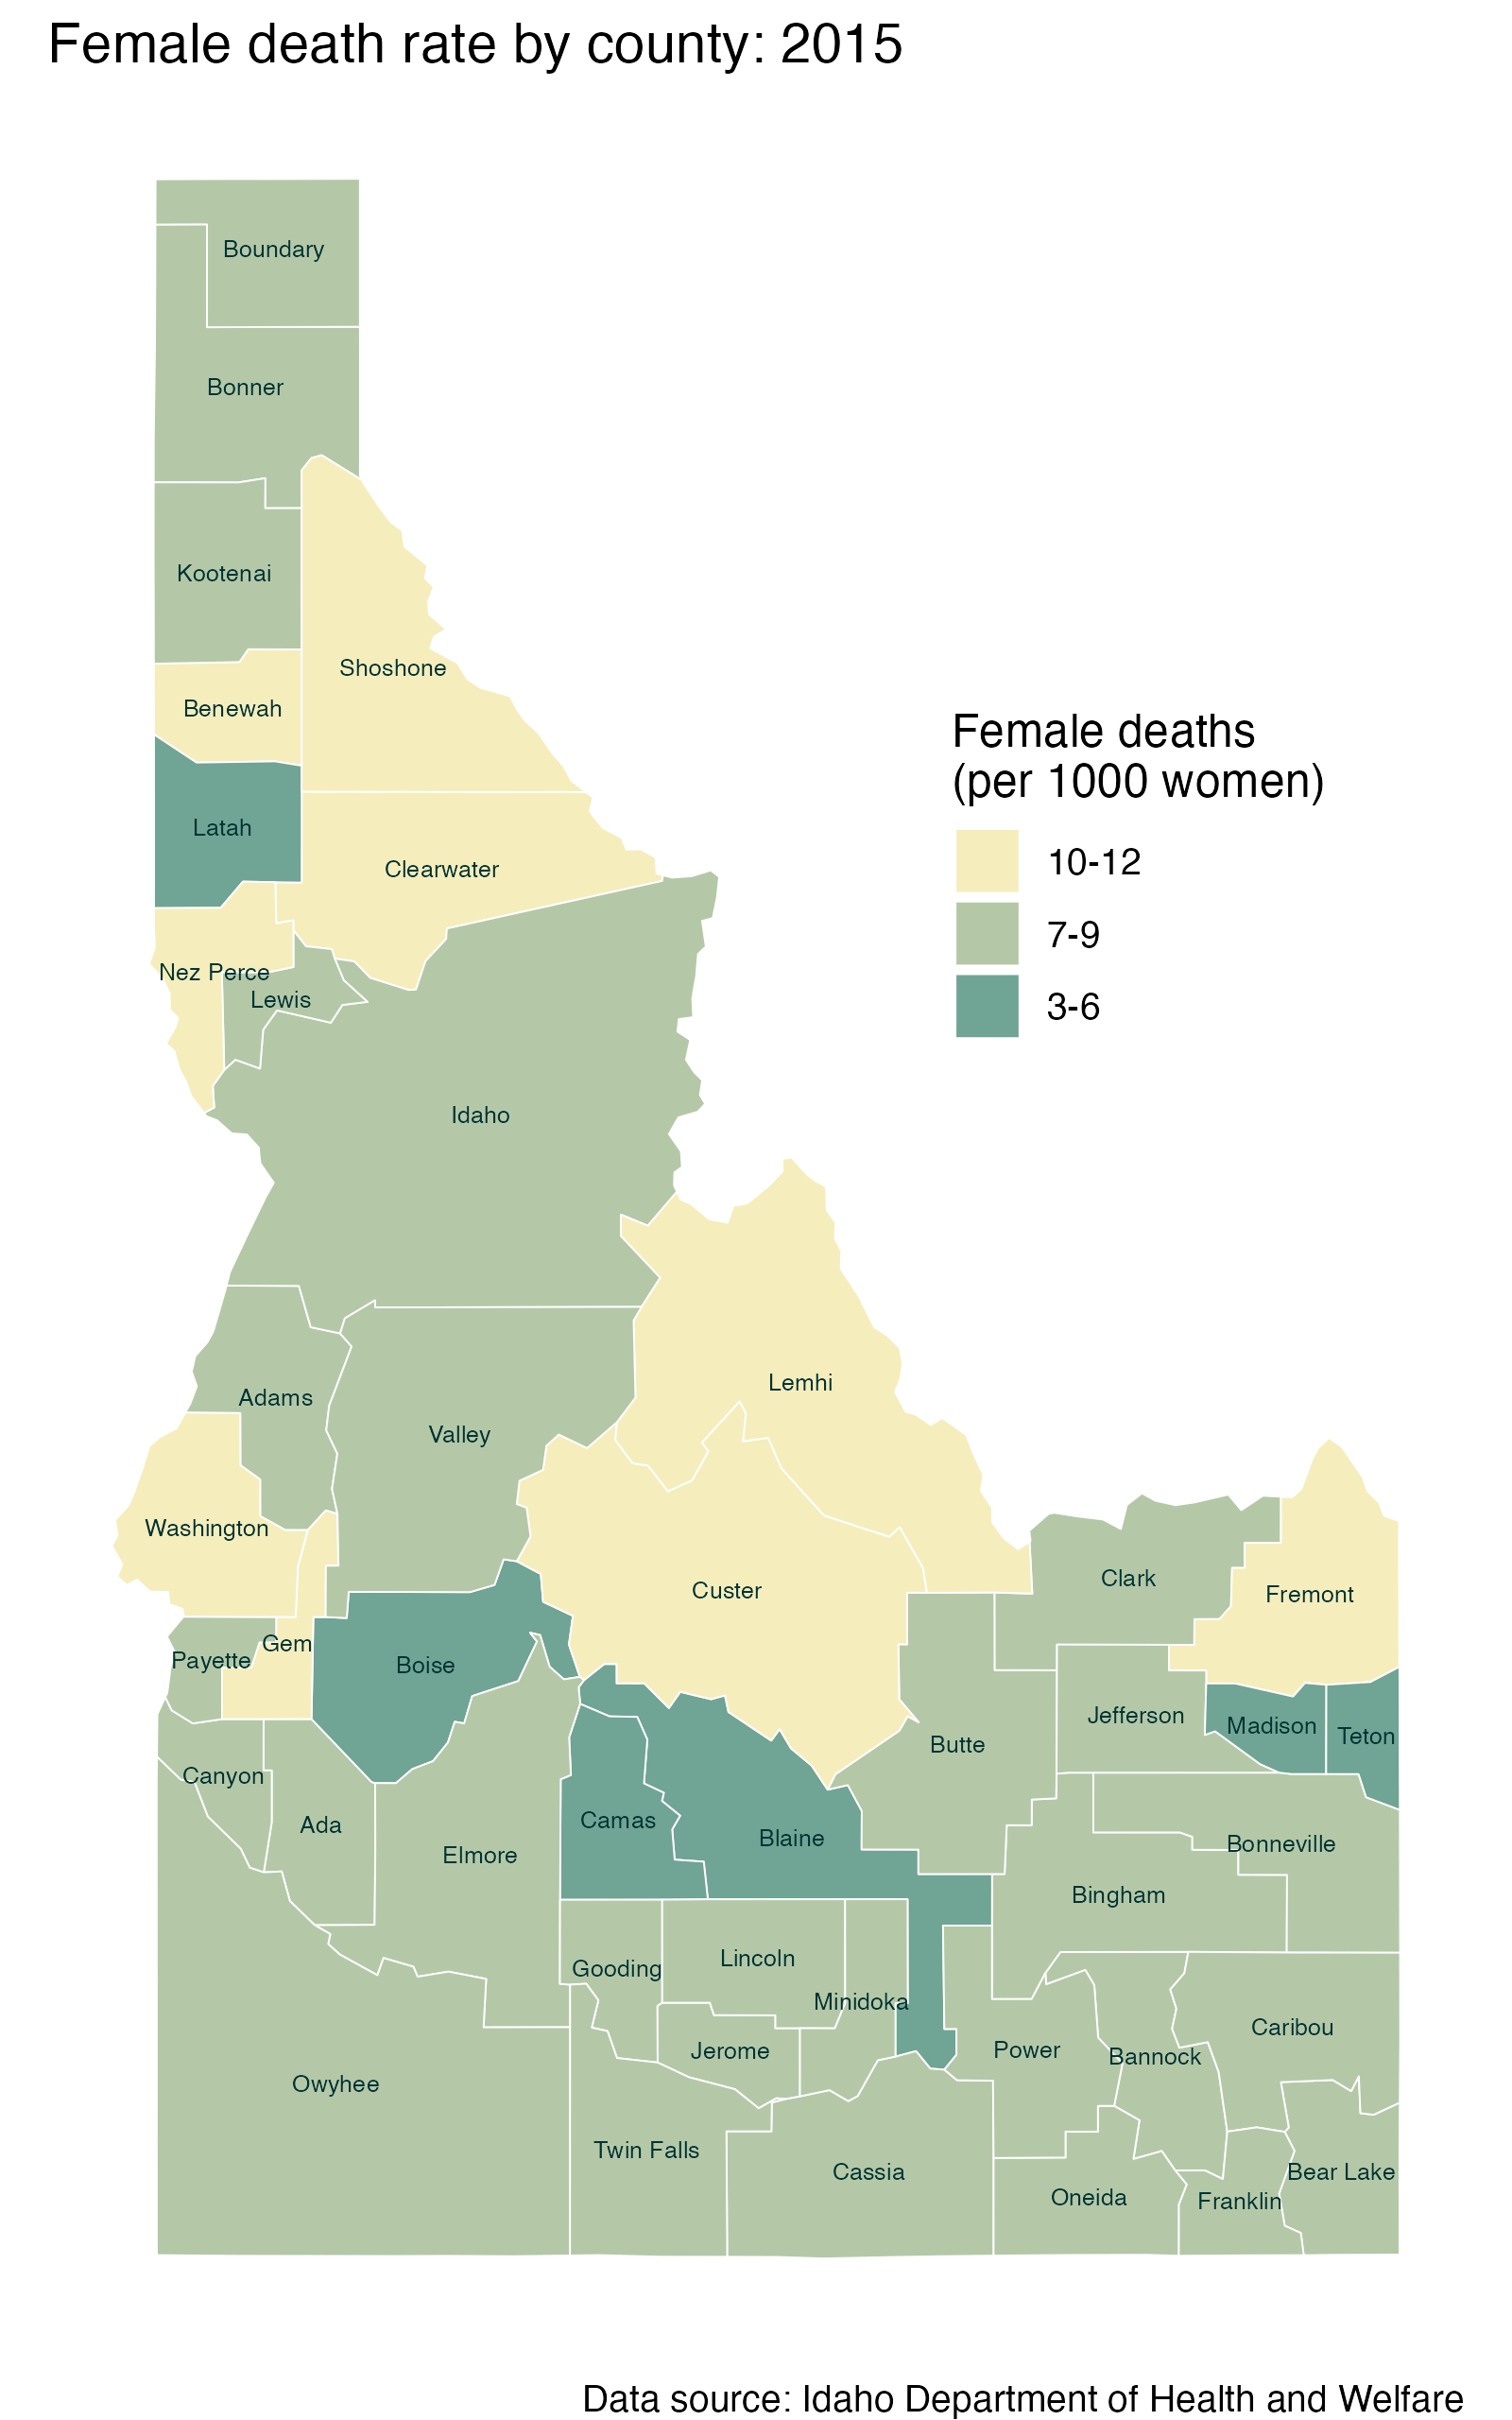 Female death rate by county: 2015
Boundary
Bonner
Kootenai
Shoshone
Benewah
Female deaths
(per 1000 women)
10-12
7-9
3-6
Latah
Clearwater
Nez Perce
Lewis
Idaho
Lemhi
Adams
Valley
Washington
Custer
Clark
Fremont
Gem
Payette
Boise
Jefferson
Madison
Teton
Butte
Canyon
Ada
Camas
Blaine
Bonneville
Elmore
Bingham
Lincoln
Gooding
Minidoka
Caribou
Jerome
Power
Bannock
Owyhee
Twin Falls
Cassia
Bear Lake
Oneida
Franklin
Data source: Idaho Department of Health and Welfare